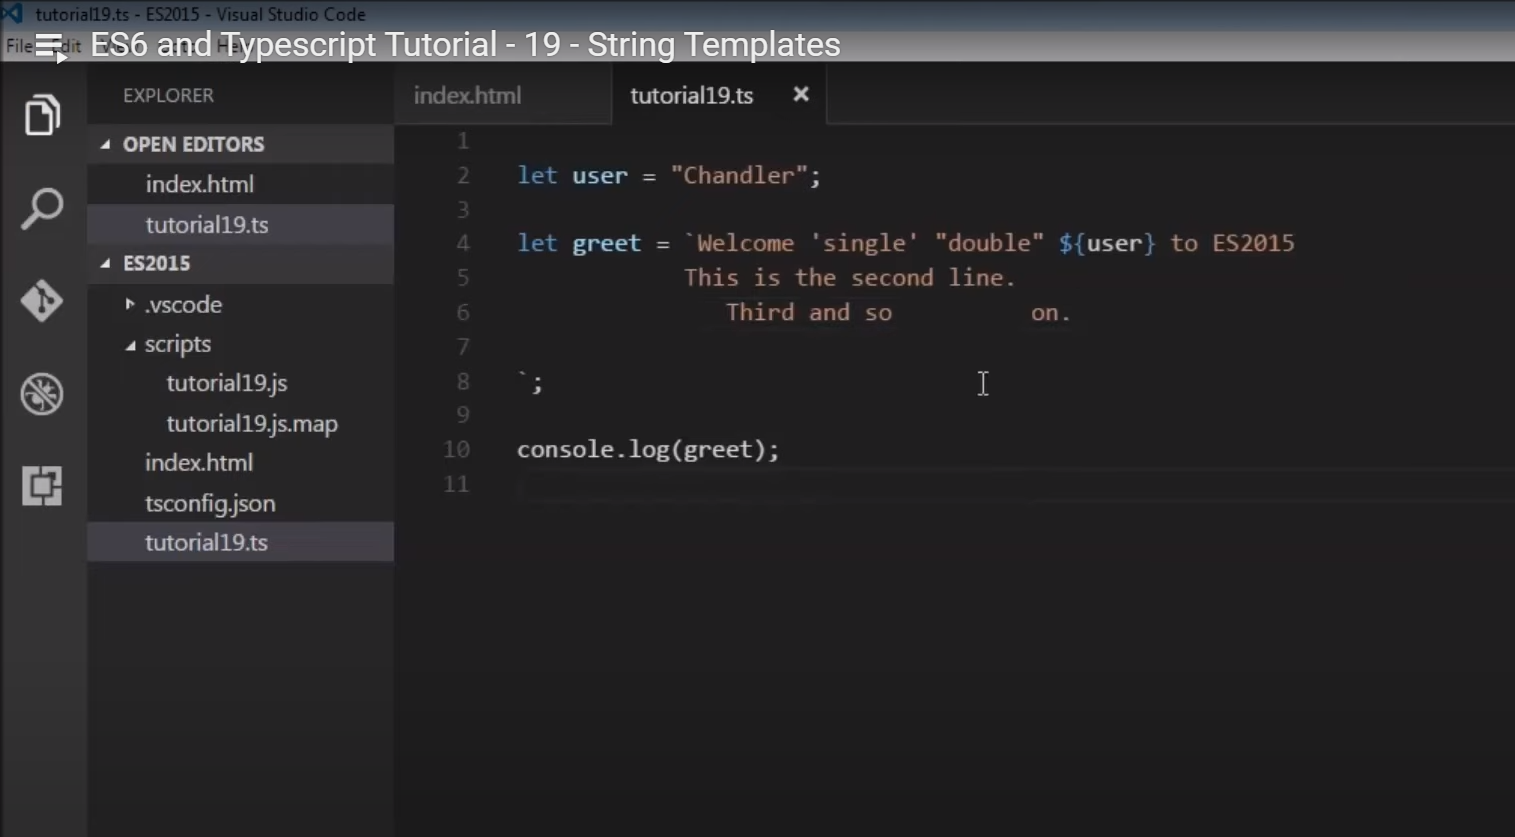 tutorial19.ts - ES2015 - Visual Studio Code
File Edit View Goto Help
ES6 and Typescript Tutorial - 19 - String Templates
EXPLORER
OPEN EDITORS
index.html
tutorial19.ts
ES2015
.vscode
scripts
tutorial19.js
tutorial19.js.map
index.html
tsconfig.json
tutorial19.ts
index.html
tutorial19.ts
1
2 let user = "Chandler";
3
4 let greet = `Welcome 'single' "double" ${user} to ES2015
5 This is the second line.
6 Third and so on.
7
8 `;
9
10 console.log(greet);
11